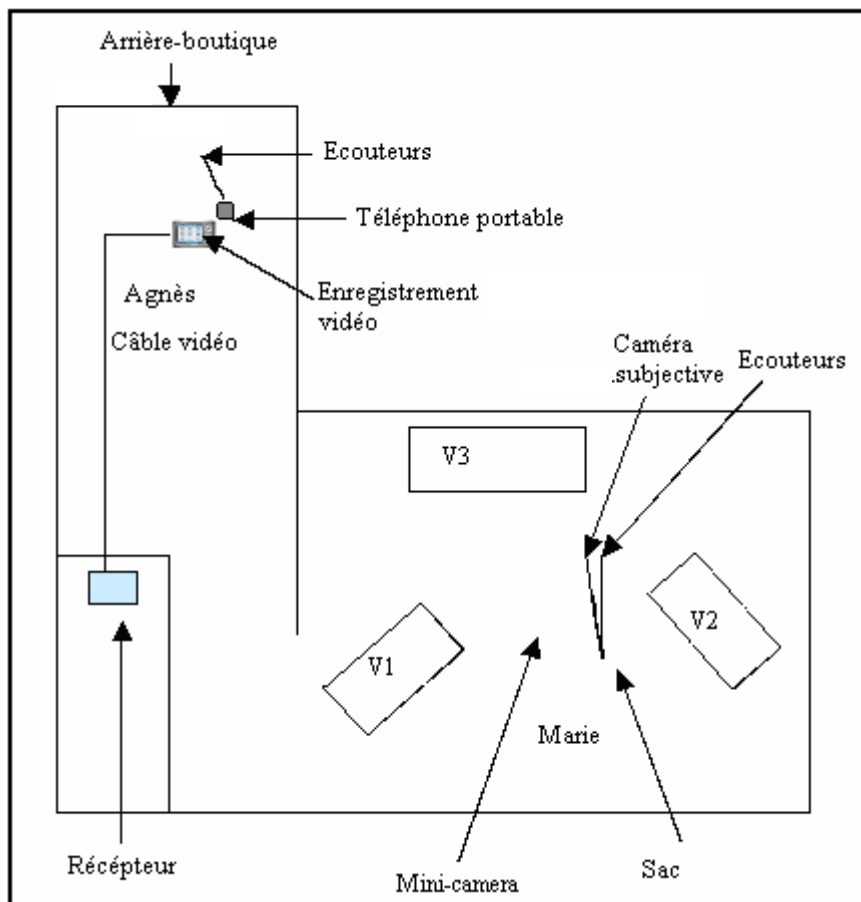 Arrière-boutique
Ecouteurs
Téléphone portable
Enregistrement
vidéo
Agnès
Câble vidéo
Caméra
.subjective
Ecouteurs
V3
V2
V1
Marie
Récépteur
Mini-camera
Sac